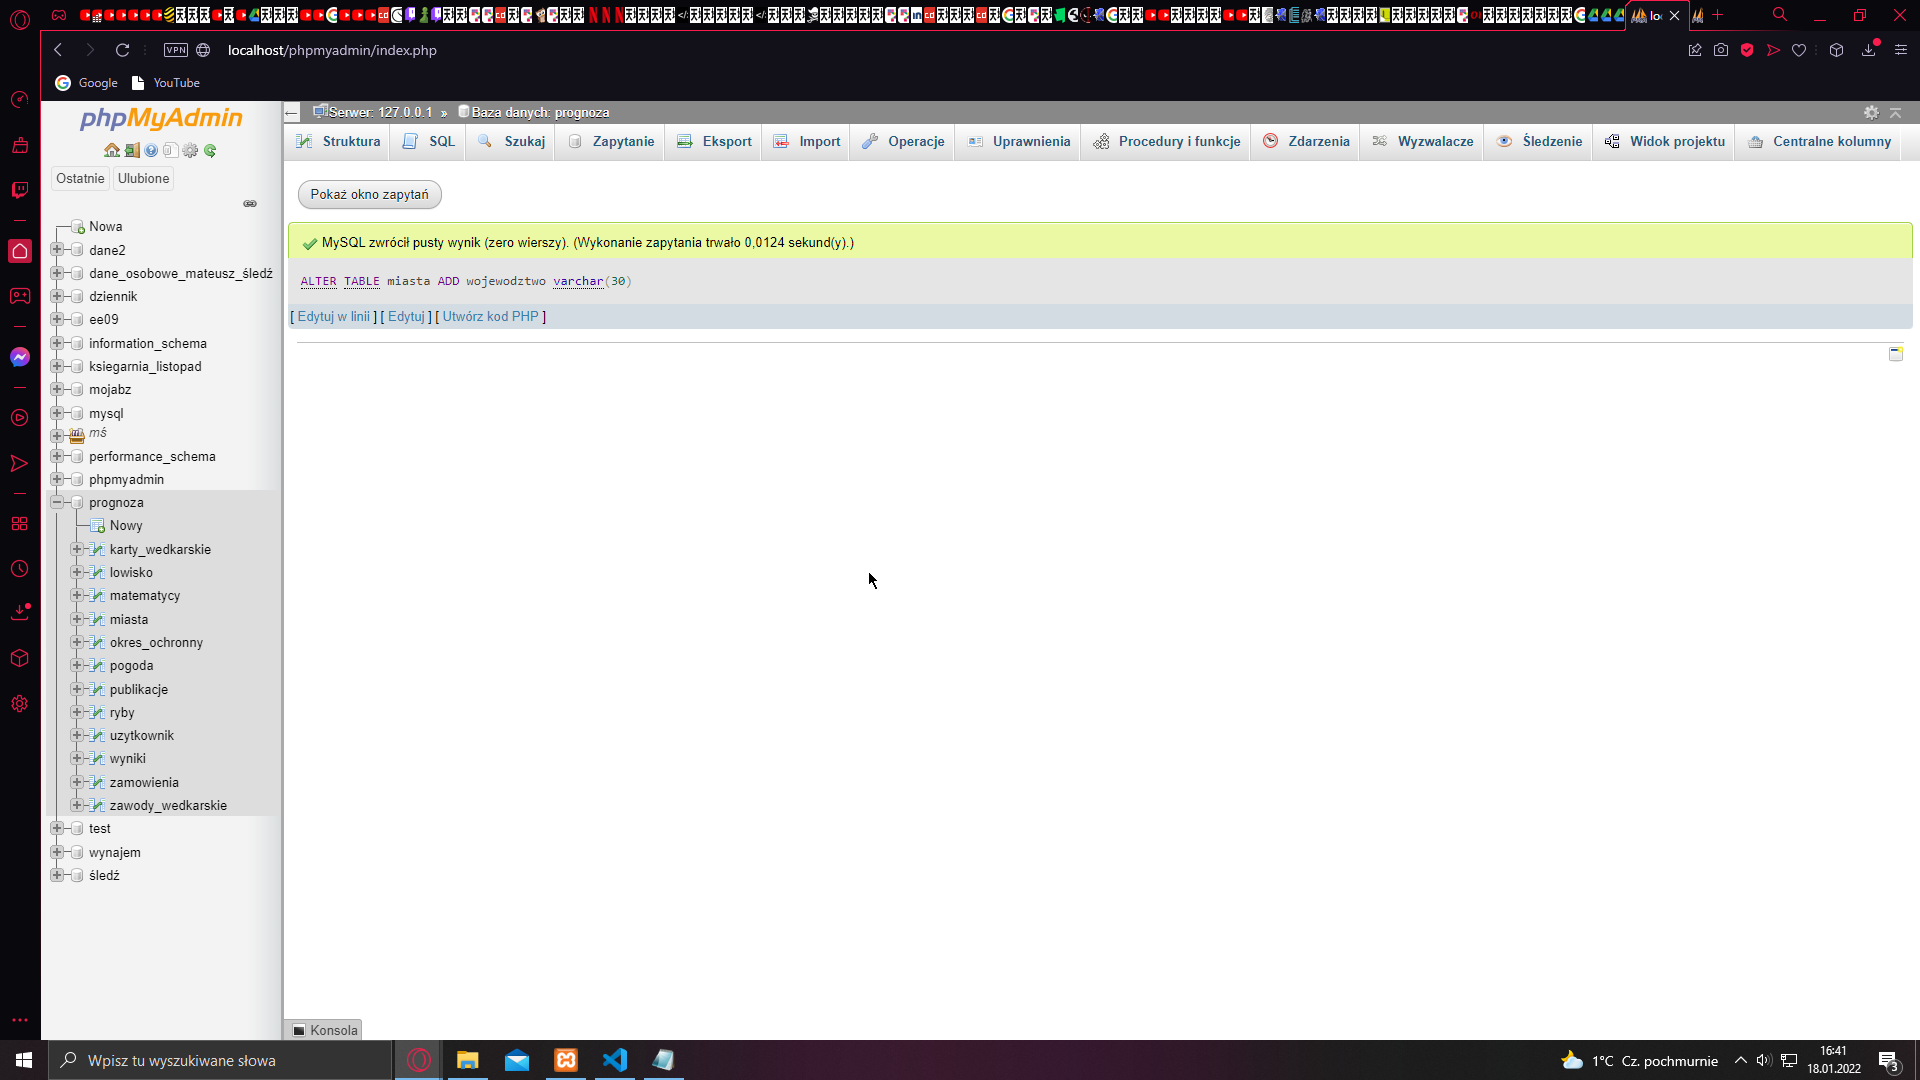 lo
VPN
localhost/phpmyadmin/index.php
Google
YouTube
phpMyAdmin
Ostatnie
Ulubione
Nowa
dane2
dane_osobowe_mateusz_śledź
dziennik
ee09
information_schema
ksiegarnia_listopad
mojabz
mysql
mś
performance_schema
phpmyadmin
prognoza
Nowy
karty_wedkarskie
lowisko
matematycy
miasta
okres_ochronny
pogoda
publikacje
ryby
uzytkownik
wyniki
zamowienia
zawody_wedkarskie
test
wynajem
śledź
Serwer: 127.0.0.1 » Baza danych: prognoza
Struktura SQL Szukaj Zapytanie Eksport Import Operacje Uprawnienia Procedury i funkcje Zdarzenia Wyzwalacze Śledzenie Widok projektu Centralne kolumny
Pokaż okno zapytań
MySQL zwrócił pusty wynik (zero wierszy). (Wykonanie zapytania trwało 0,0124 sekund(y).)
ALTER TABLE miasta ADD wojewodztwo varchar(30)
[ Edytuj w linii ] [ Edytuj ] [ Utwórz kod PHP ]
Konsola
Wpisz tu wyszukiwane słowa
1°C Cz. pochmurnie
16:41
18.01.2022
3